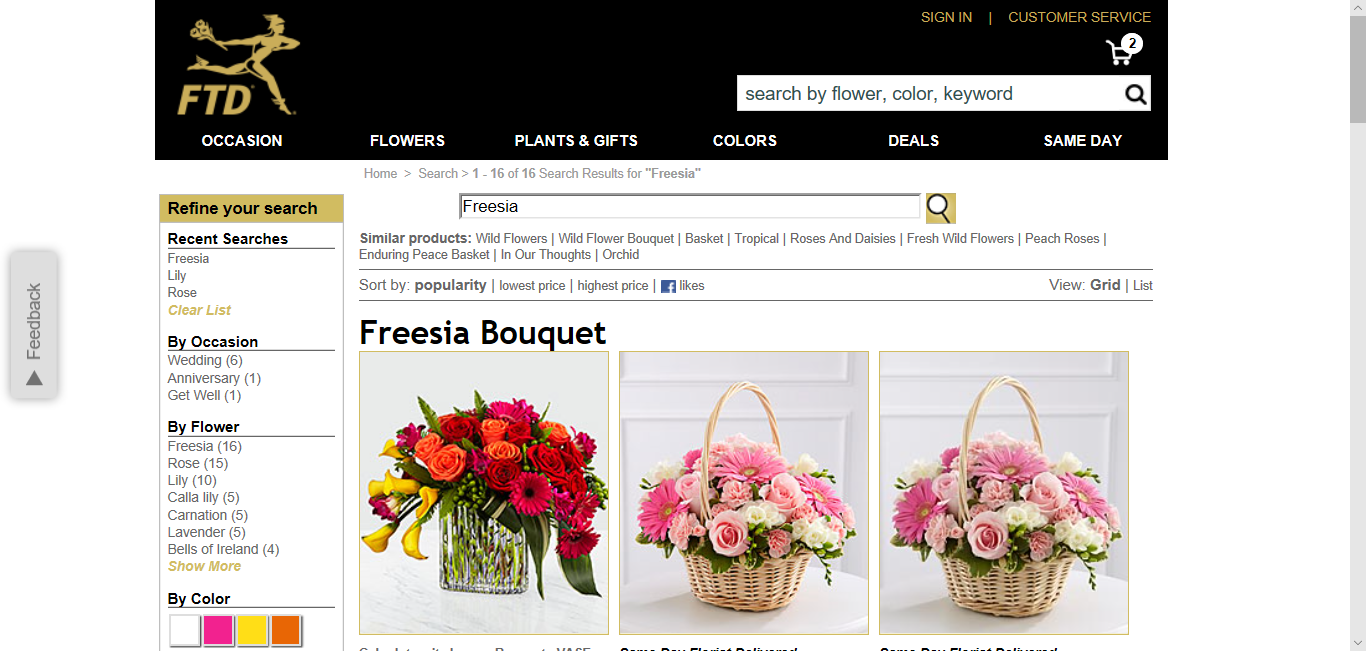 SIGN IN | CUSTOMER SERVICE
2
FTD
search by flower, color, keyword
OCCASION FLOWERS PLANTS & GIFTS COLORS DEALS SAME DAY
Home > Search > 1 - 16 of 16 Search Results for "Freesia"
Refine your search
Recent Searches
Freesia
Lily
Rose
Clear List
By Occasion
Wedding (6)
Anniversary (1)
Get Well (1)
By Flower
Freesia (16)
Rose (15)
Lily (10)
Calla lily (5)
Carnation (5)
Lavender (5)
Bells of Ireland (4)
Show More
By Color
Feedback
Freesia
Similar products: Wild Flowers | Wild Flower Bouquet | Basket | Tropical | Roses And Daisies | Fresh Wild Flowers | Peach Roses |
Enduring Peace Basket | In Our Thoughts | Orchid
Sort by: popularity | lowest price | highest price | f likes
View: Grid | List
Freesia Bouquet
Same Day Florist Delivered
Same Day Florist Delivered